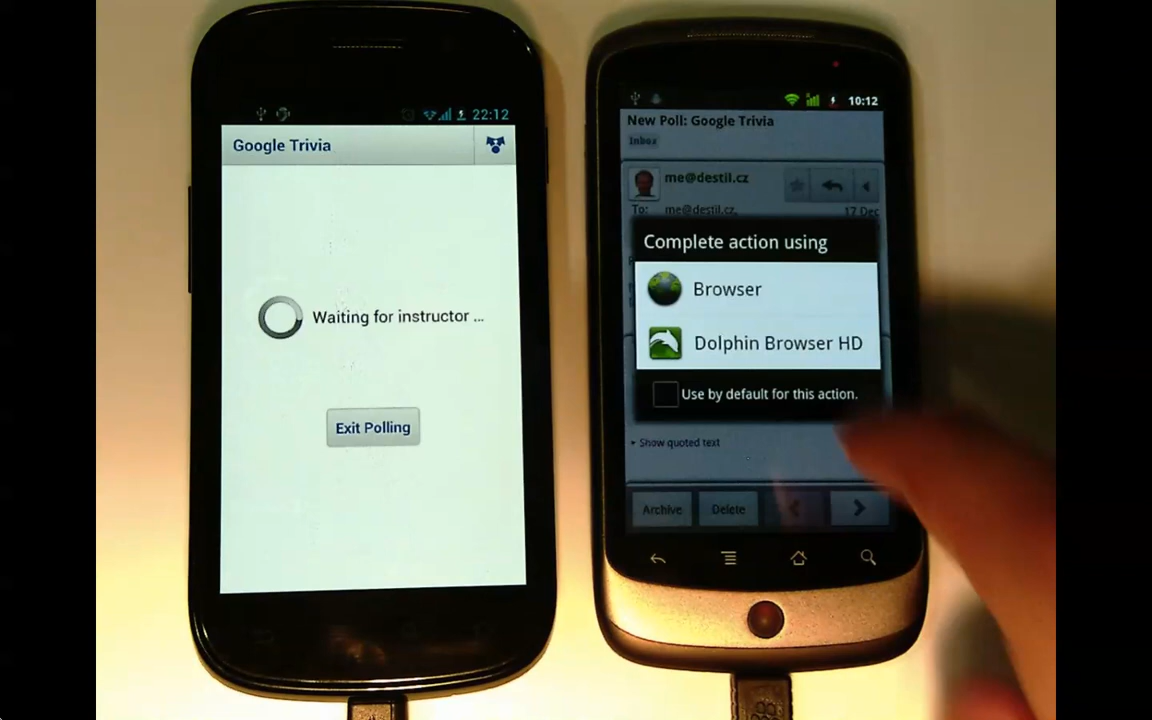 22:12
Google Trivia
Waiting for instructor ...
Exit Polling
10:12
New Poll: Google Trivia
Inbox
me@destil.cz
To: me@destil.cz,
17 Dec
Complete action using
Browser
Dolphin Browser HD
Use by default for this action.
Show quoted text
Archive
Delete